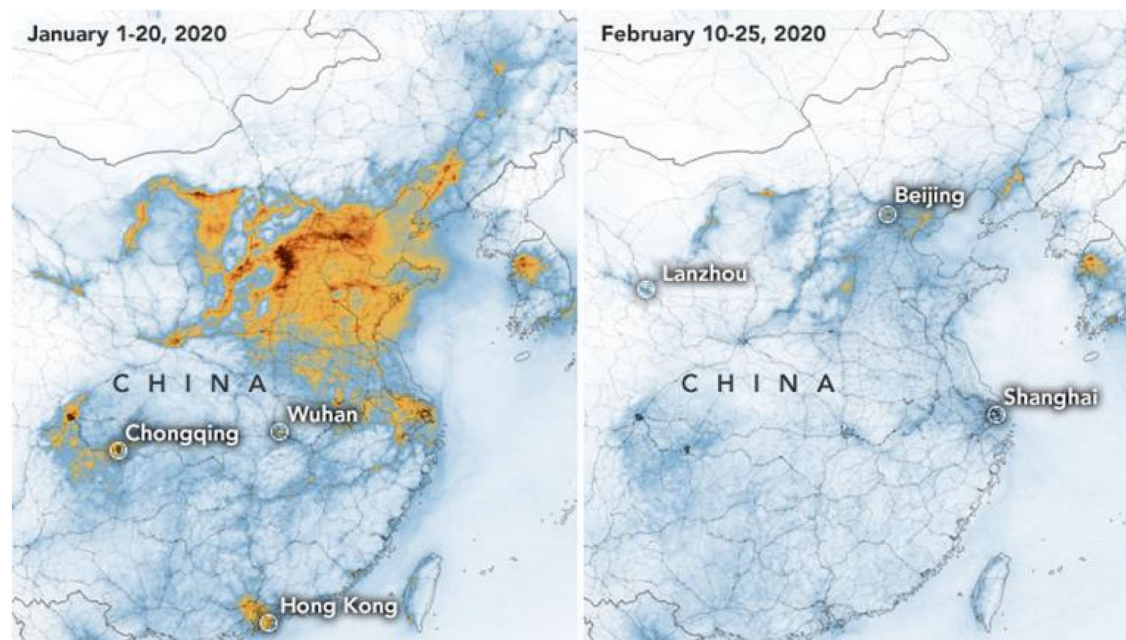 January 1-20, 2020
CHINA
Wuhan
Chongqing
Hong Kong
February 10-25, 2020
Beijing
Lanzhou
CHINA
Shanghai